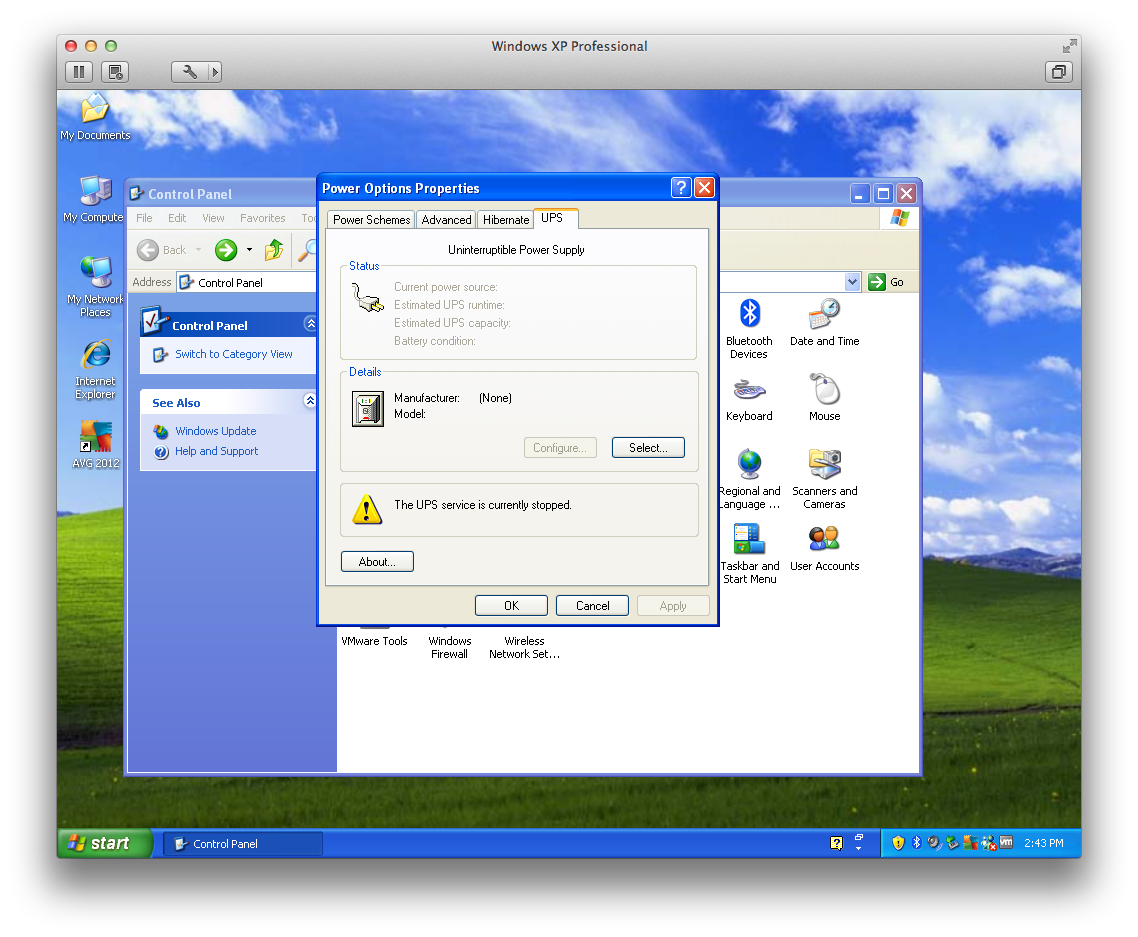 Windows XP Professional
My Documents
My Compute
My Network
Places
Internet
Explorer
AVG 2012
Control Panel
File Edit View Favorites Too
Back
Address Control Panel
Go
Control Panel
Switch to Category View
See Also
Windows Update
Help and Support
Power Options Properties
Power Schemes Advanced Hibernate UPS
Uninterruptible Power Supply
Status
Current power source:
Estimated UPS runtime:
Estimated UPS capacity:
Battery condition:
Details
Manufacturer: (None)
Model:
Configure... Select...
The UPS service is currently stopped.
About...
OK Cancel Apply
Bluetooth
Devices
Date and Time
Keyboard
Mouse
Regional and
Language ...
Scanners and
Cameras
Taskbar and
Start Menu
User Accounts
VMware Tools
Windows
Firewall
Wireless
Network Set...
start
Control Panel
2:43 PM